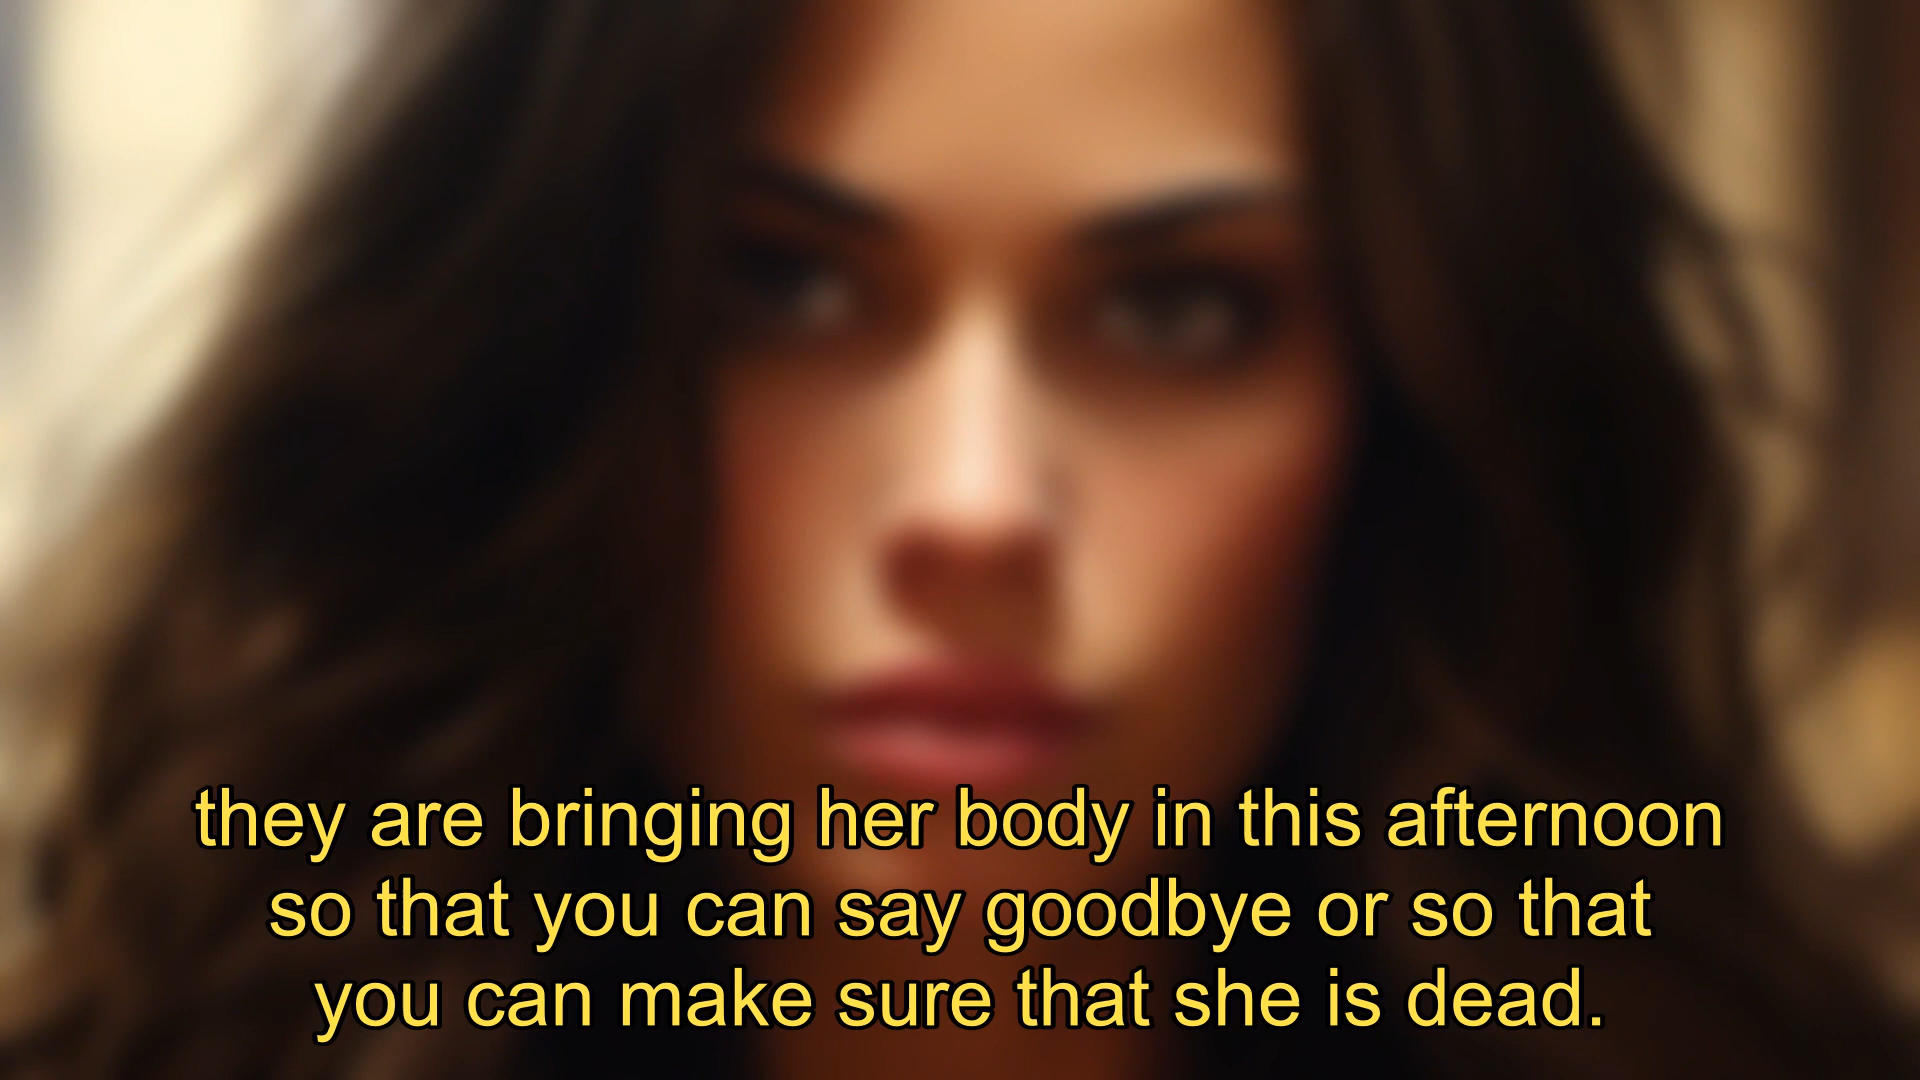 they are bringing her body in this afternoon
so that you can say goodbye or so that
you can make sure that she is dead.